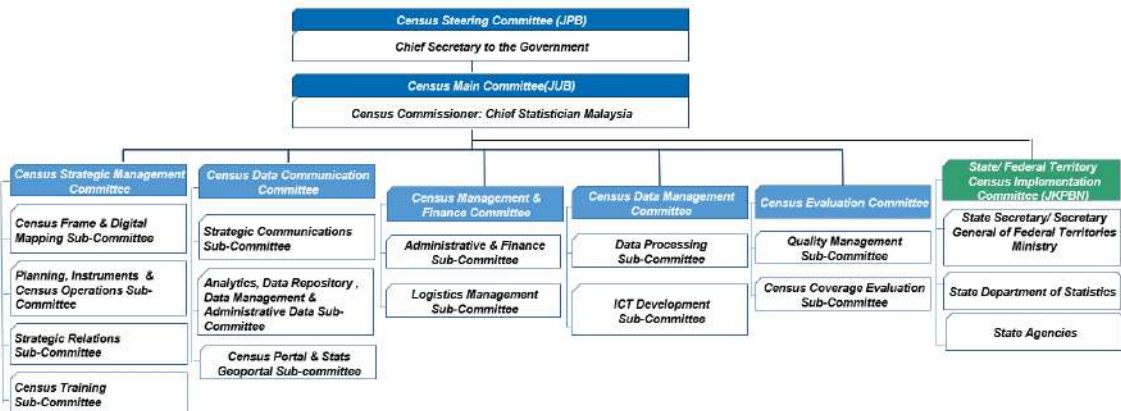 Census Steering Committee (JPB)
Chief Secretary to the Government
Census Main Committee(JUB)
Census Commissioner: Chief Statistician Malaysia
Census Strategic Management
Committee
Census Frame & Digital
Mapping Sub-Committee
Planning, Instruments &
Census Operations Sub-
Committee
Strategic Relations
Sub-Committee
Census Training
Sub-Committee
Census Data Communication
Committee
Strategic Communications
Sub-Committee
Analytics, Data Repository ,
Data Management &
Administrative Data Sub-
Committee
Census Portal & Stats
Geoportal Sub-committee
Census Management &
Finance Committee
Administrative & Finance
Sub-Committee
Logistics Management
Sub-Committee
Census Data Management
Committee
Data Processing
Sub-Committee
ICT Development
Sub-Committee
Census Evaluation Committee
Quality Management
Sub-Committee
Census Coverage Evaluation
Sub-Committee
State/ Federal Territory
Census Implementation
Committee (JKPBN)
State Secretary/ Secretary
General of Federal Territories
Ministry
State Department of Statistics
State Agencies